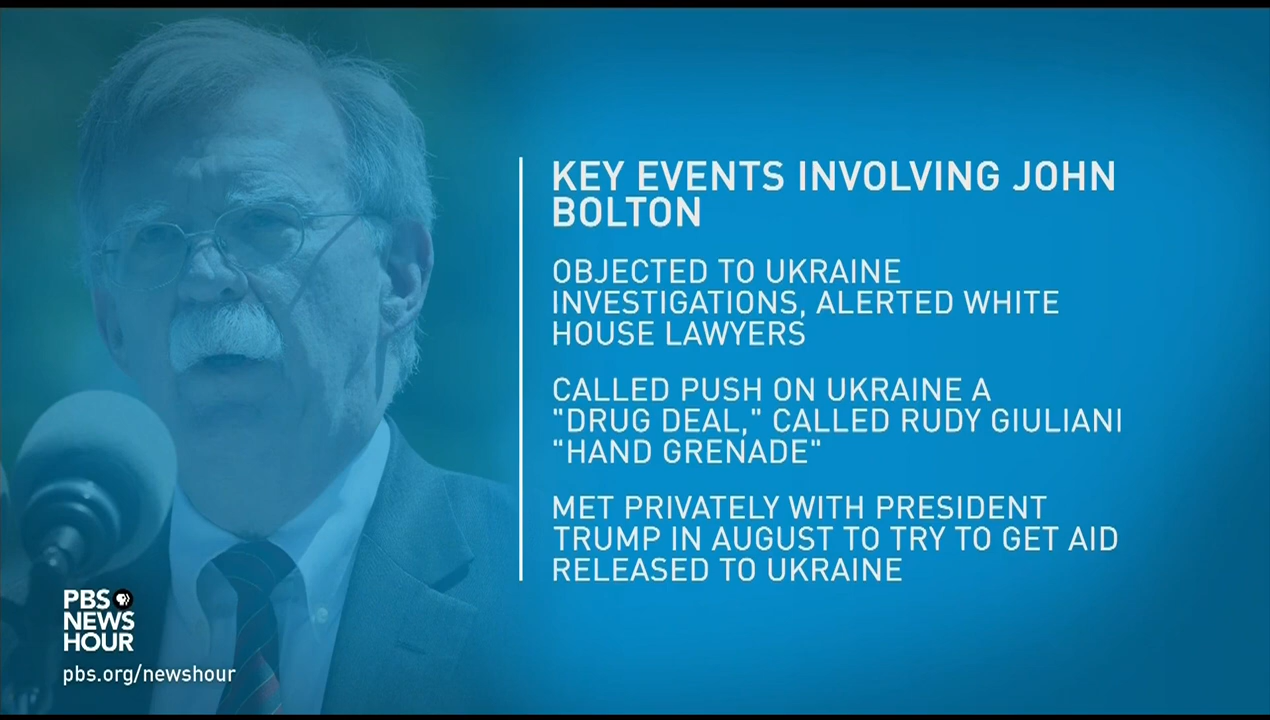 KEY EVENTS INVOLVING JOHN
BOLTON
OBJECTED TO UKRAINE
INVESTIGATIONS, ALERTED WHITE
HOUSE LAWYERS
CALLED PUSH ON UKRAINE A
"DRUG DEAL," CALLED RUDY GIULIANI
"HAND GRENADE"
MET PRIVATELY WITH PRESIDENT
TRUMP IN AUGUST TO TRY TO GET AID
RELEASED TO UKRAINE
PBS
NEWS
HOUR
pbs.org/newshour